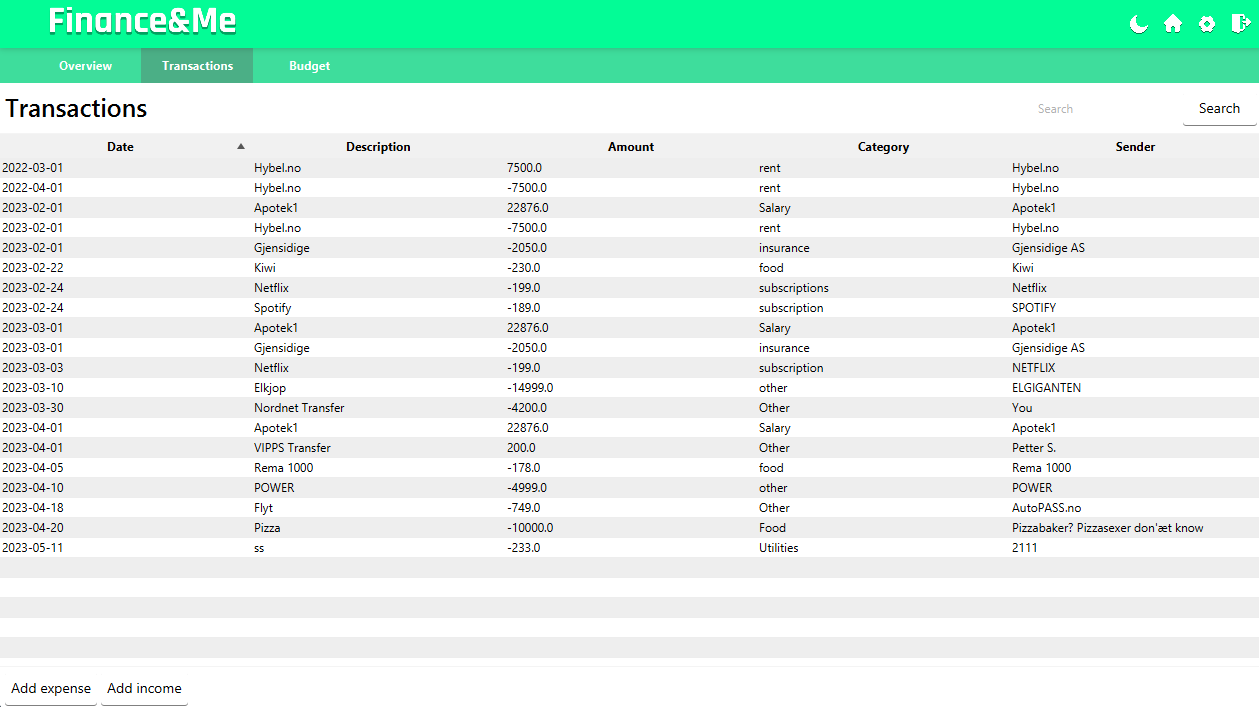 Finance&Me
Overview Transactions Budget
Transactions Search Search
Date Description Amount Category Sender
2022-03-01 Hybel.no 7500.0 rent Hybel.no
2022-04-01 Hybel.no -7500.0 rent Hybel.no
2023-02-01 Apotek1 22876.0 Salary Apotek1
2023-02-01 Hybel.no -7500.0 rent Hybel.no
2023-02-01 Gjensidige -2050.0 insurance Gjensidige AS
2023-02-22 Kiwi -230.0 food Kiwi
2023-02-24 Netflix -199.0 subscriptions Netflix
2023-02-24 Spotify -189.0 subscription SPOTIFY
2023-03-01 Apotek1 22876.0 Salary Apotek1
2023-03-01 Gjensidige -2050.0 insurance Gjensidige AS
2023-03-03 Netflix -199.0 subscription NETFLIX
2023-03-10 Elkjop -14999.0 other ELGIGANTEN
2023-03-30 Nordnet Transfer -4200.0 Other You
2023-04-01 Apotek1 22876.0 Salary Apotek1
2023-04-01 VIPPS Transfer 200.0 Other Petter S.
2023-04-05 Rema 1000 -178.0 food Rema 1000
2023-04-10 POWER -4999.0 other POWER
2023-04-18 Flyt -749.0 Other AutoPASS.no
2023-04-20 Pizza -10000.0 Food Pizzabaker? Pizzasexer don'æt know
2023-05-11 ss -233.0 Utilities 2111
Add expense Add income